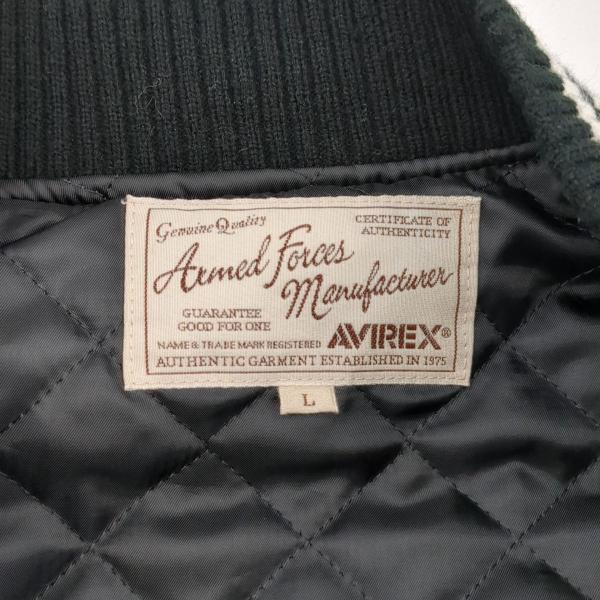 Genuine Quality
CERTIFICATE OF
AUTHENTICITY
Armed Forces
Manufacturer
GUARANTEE
GOOD FOR ONE
NAME & TRADE MARK REGISTERED
AVIREX®
AUTHENTIC GARMENT ESTABLISHED IN 1975
L